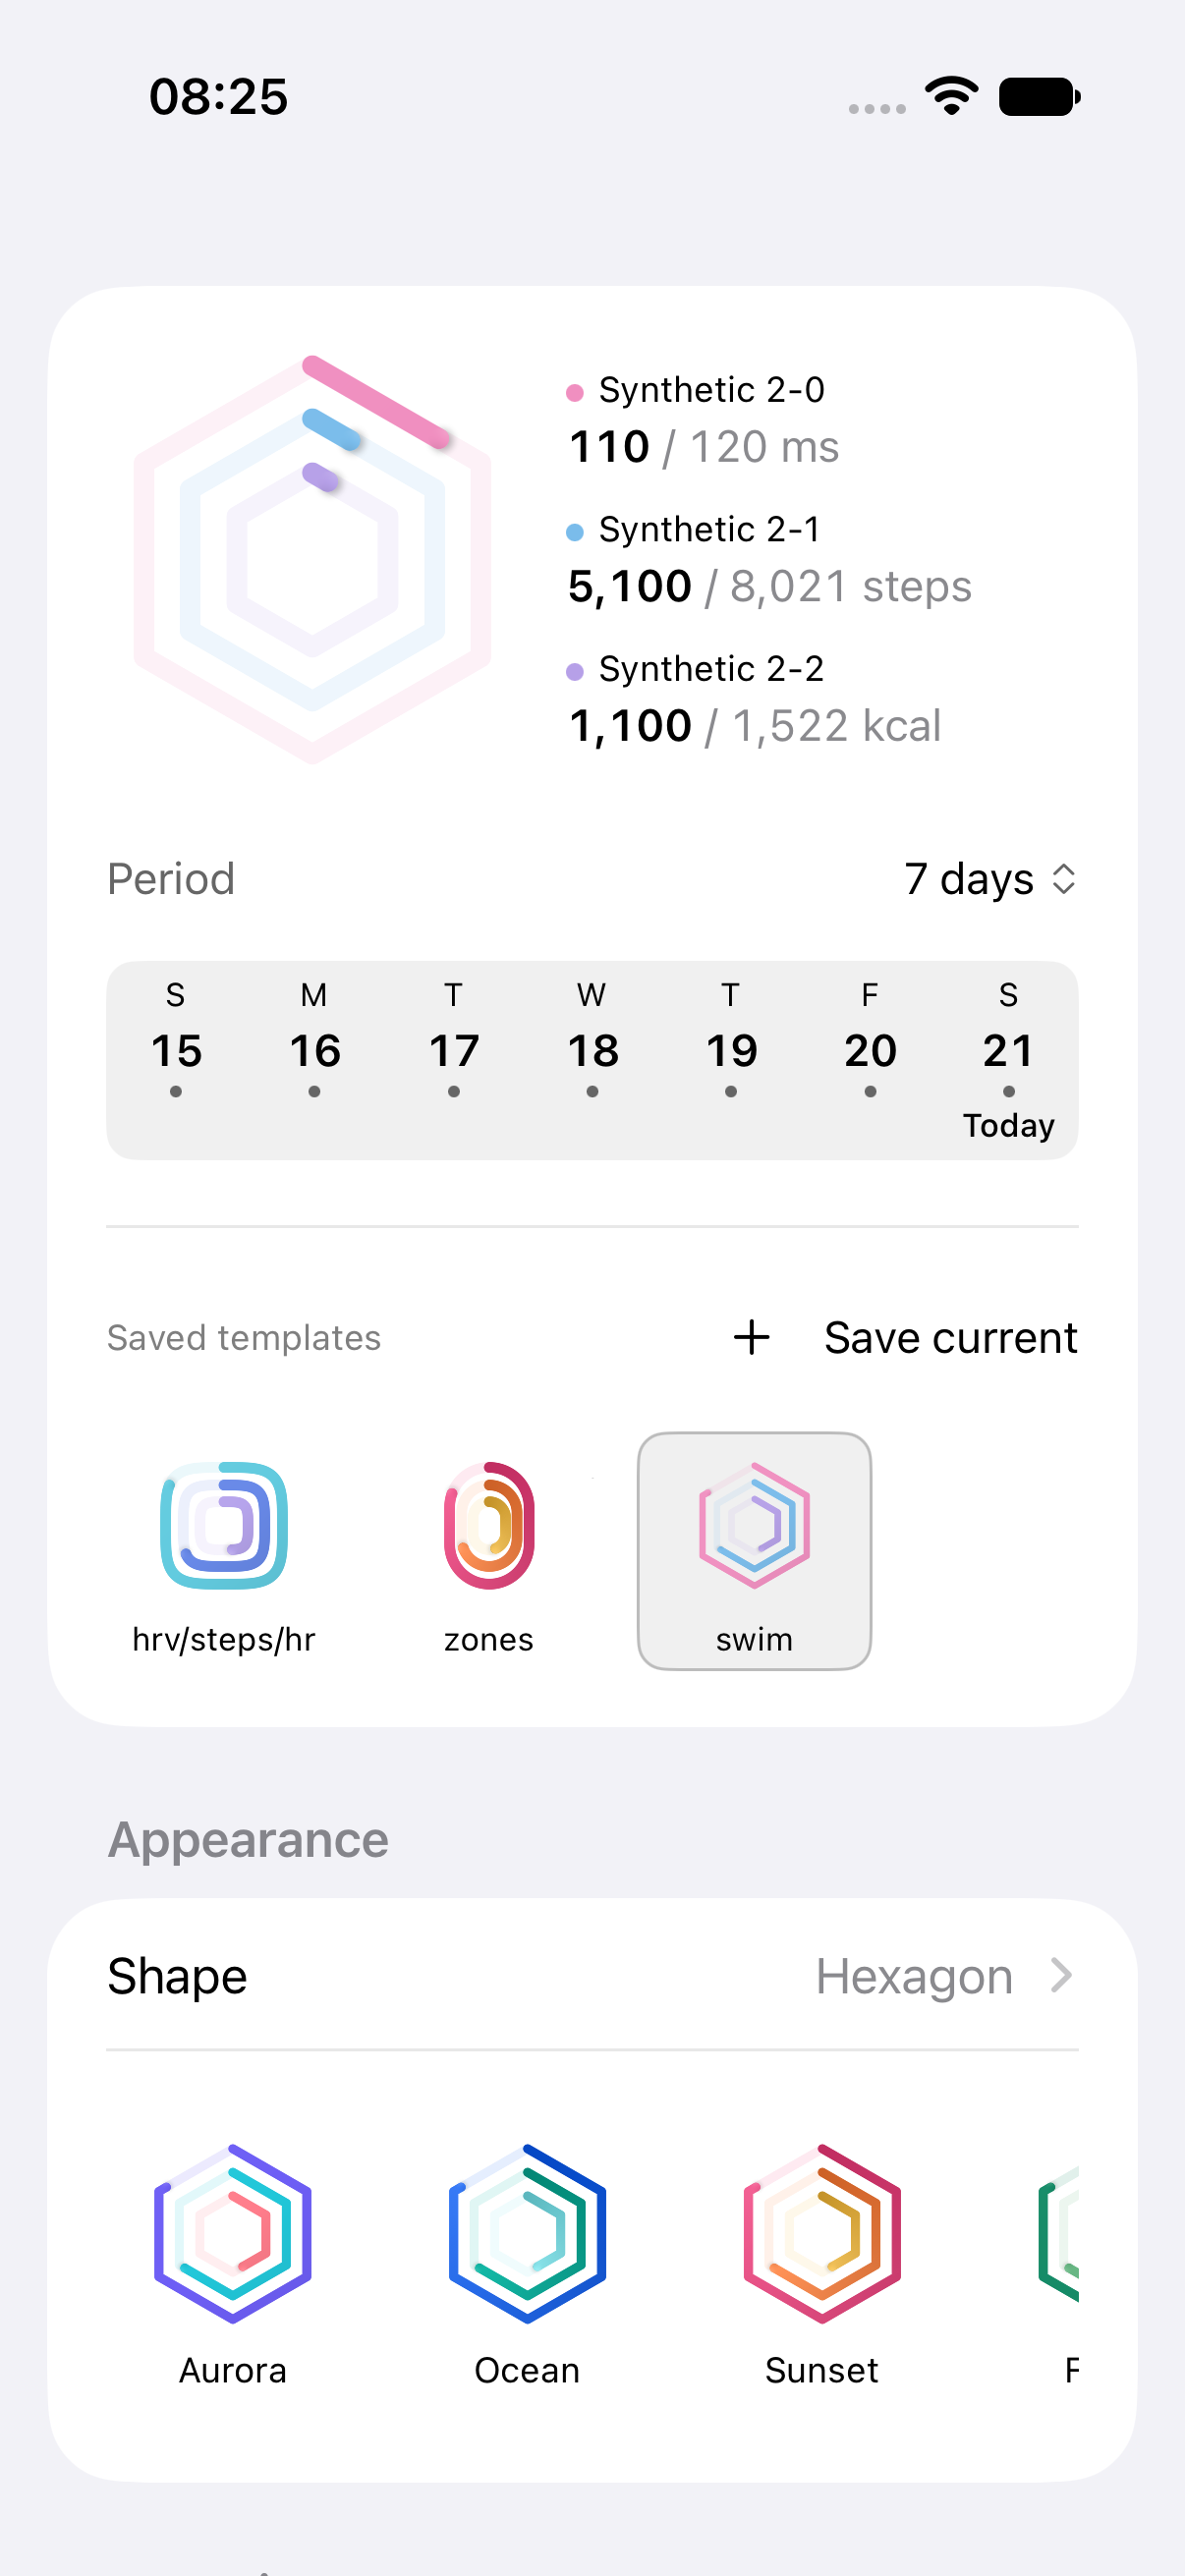 08:25
Synthetic 2-0
110 / 120 ms
Synthetic 2-1
5,100 / 8,021 steps
Synthetic 2-2
1,100 / 1,522 kcal
Period
7 days
S M T W T F S
15 16 17 18 19 20 21
Today
Saved templates
+ Save current
hrv/steps/hr
zones
swim
Appearance
Shape
Hexagon
Aurora
Ocean
Sunset